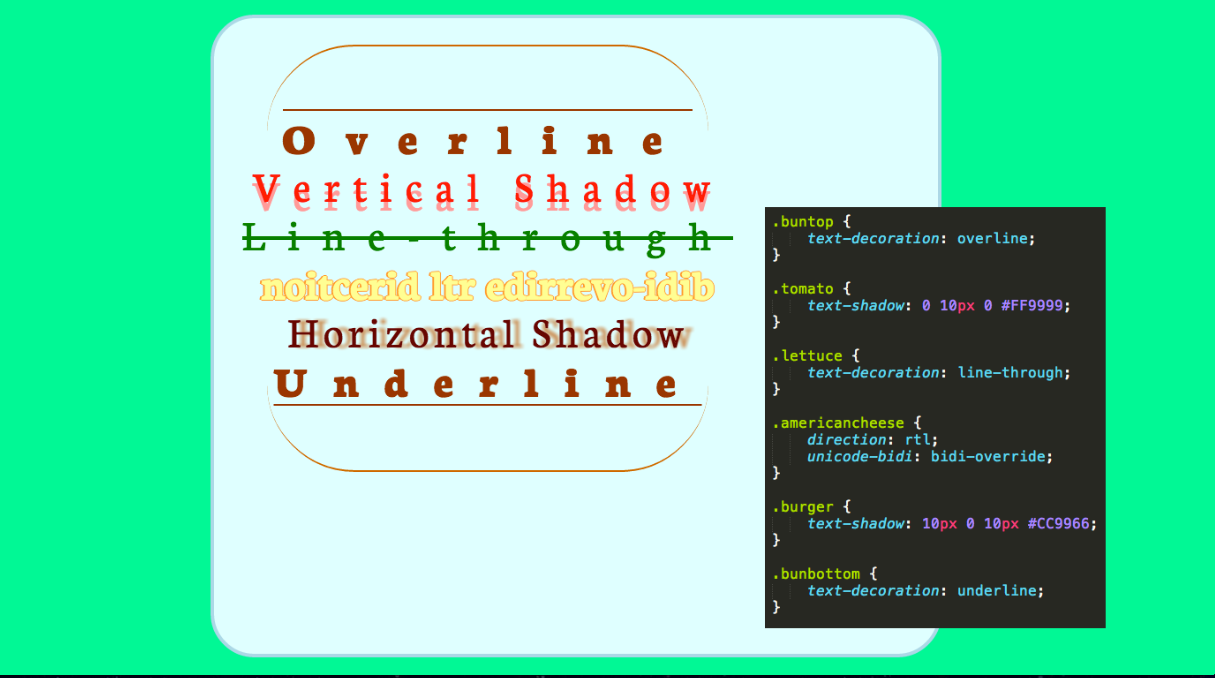 Overline
Vertical Shadow
Line-through
noitcerid ltr edirrevo-idib
Horizontal Shadow
Underline
.buntop {
text-decoration: overline;
}
.tomato {
text-shadow: 0 10px 0 #FF9999;
}
.lettuce {
text-decoration: line-through;
}
.americancheese {
direction: rtl;
unicode-bidi: bidi-override;
}
.burger {
text-shadow: 10px 0 10px #CC9966;
}
.bunbottom {
text-decoration: underline;
}